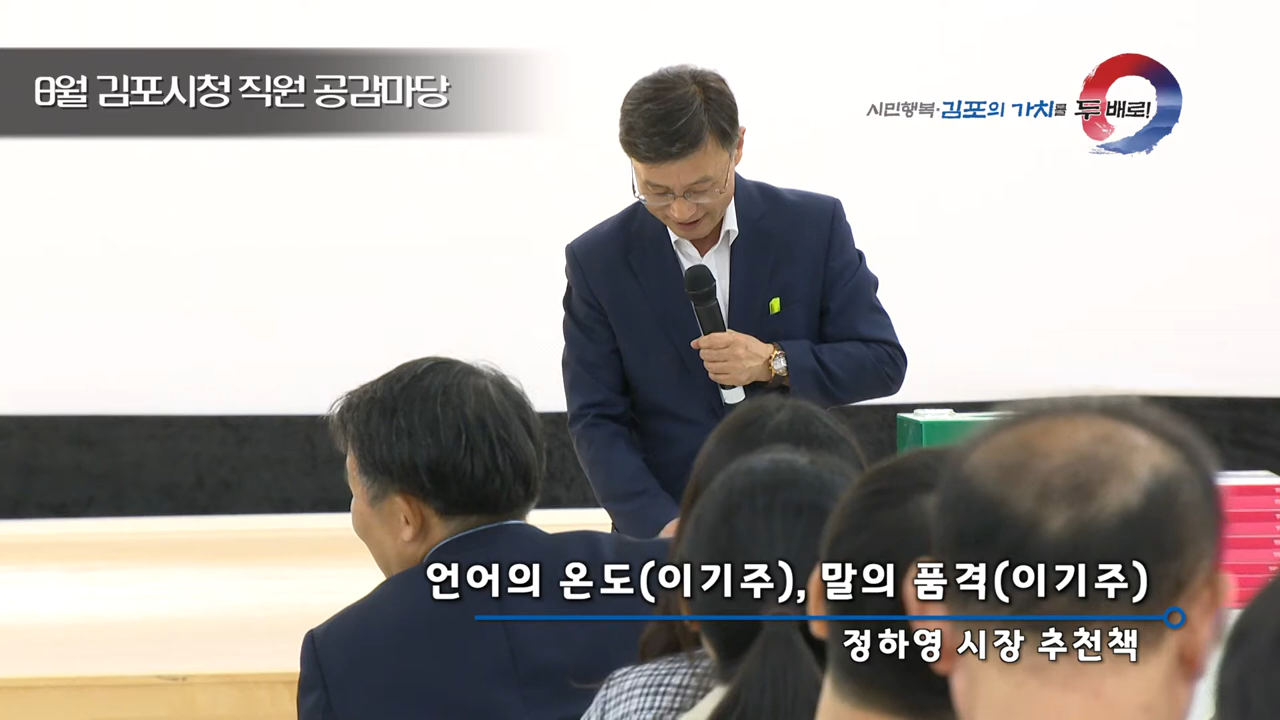 8월 김포시청 직원 공감마당
시민행복·김포의 가치를 두 배로!
언어의 온도(이기주), 말의 품격(이기주)
정하영 시장 추천책